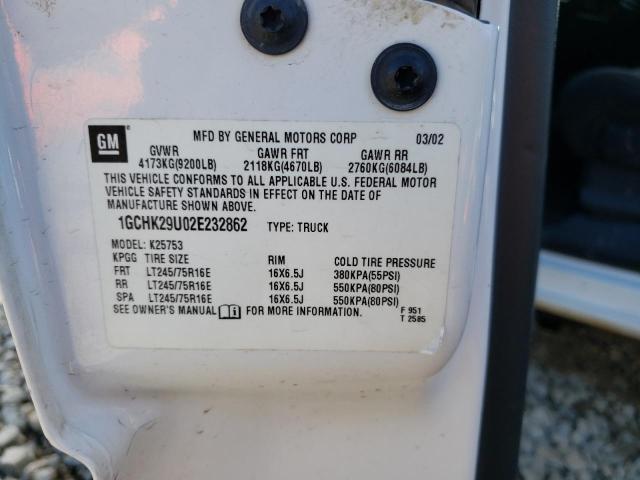 GM
MFD BY GENERAL MOTORS CORP 03/02
GVWR GAWR FRT GAWR RR
4173KG(9200LB) 2118KG(4670LB) 2760KG(6084LB)
THIS VEHICLE CONFORMS TO ALL APPLICABLE U.S. FEDERAL MOTOR
VEHICLE SAFETY STANDARDS IN EFFECT ON THE DATE OF
MANUFACTURE SHOWN ABOVE.
1GCHK29U02E232862 TYPE: TRUCK
MODEL: K25753
KPGG TIRE SIZE RIM COLD TIRE PRESSURE
FRT LT245/75R16E 16X6.5J 380KPA(55PSI)
RR LT245/75R16E 16X6.5J 550KPA(80PSI)
SPA LT245/75R16E 16X6.5J 550KPA(80PSI)
SEE OWNER'S MANUAL FOR MORE INFORMATION. F 951
T 2585